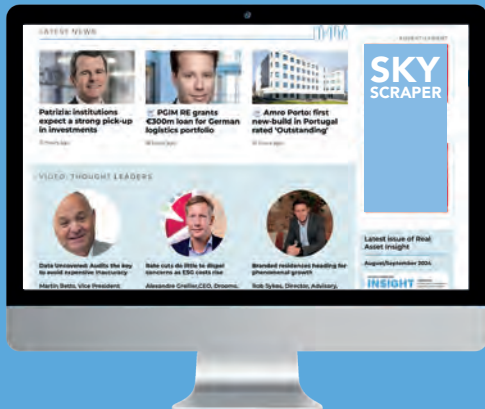 LATEST NEWS
ADVERTISEMENT
SKY
SCRAPER
Patrizia: institutions
expect a strong pick-up
in investments
PGIM RE grants
€300m loan for German
logistics portfolio
Amro Porto: first
new-build in Portugal
rated 'Outstanding'
VIDEO: THOUGHT LEADERS
Data Uncovered: Audits the key
to avoid expensive inaccuracy
Martin Betts, Vice President
Rate cuts do little to dispel
concerns as ESG costs rise
Alexandre Grellier, CEO, Drooms,
Branded residences heading for
phenomenal growth
Rob Sykes, Director, Advisory,
Latest issue of Real
Asset Insight
August/September 2024
INSIGHT